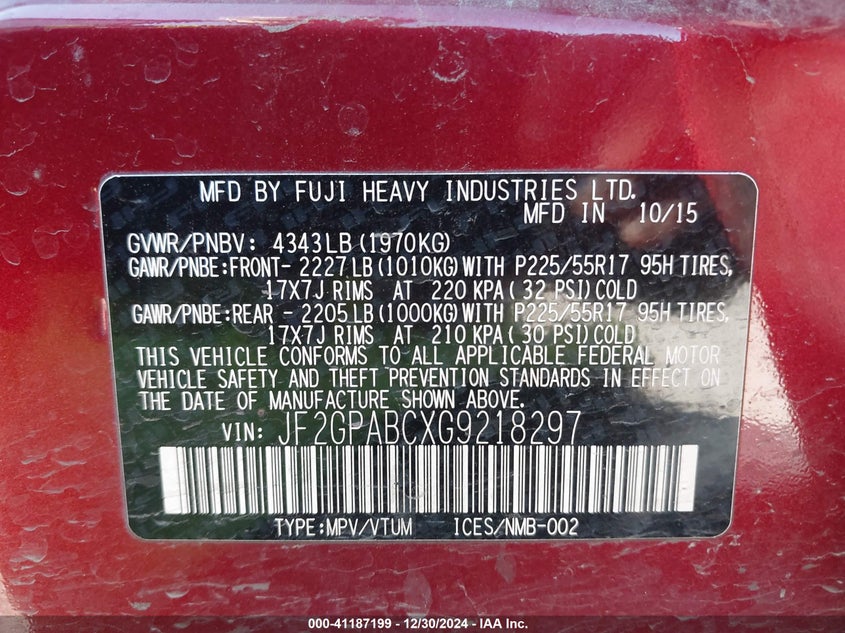 MFD BY FUJI HEAVY INDUSTRIES LTD.
MFD IN 10/15
GVWR/PNBV: 4343LB(1970KG)
GAWR/PNBE:FRONT- 2227LB(1010KG)WITH P225/55R17 95H TIRES,
17X7J RIMS AT 220 KPA( 32 PSI)COLD
GAWR/PNBE:REAR - 2205LB(1000KG)WITH P225/55R17 95H TIRES,
17X7J RIMS AT 210 KPA( 30 PSI)COLD
THIS VEHICLE CONFORMS TO ALL APPLICABLE FEDERAL MOTOR
VEHICLE SAFETY AND THEFT PREVENTION STANDARDS IN EFFECT ON
THE DATE OF MANUFACTURE SHOWN ABOVE.
VIN: JF2GPABCXG9218297
TYPE:MPV/VTUM ICES/NMB-002
000-41187199 - 12/30/2024 - IAA Inc.